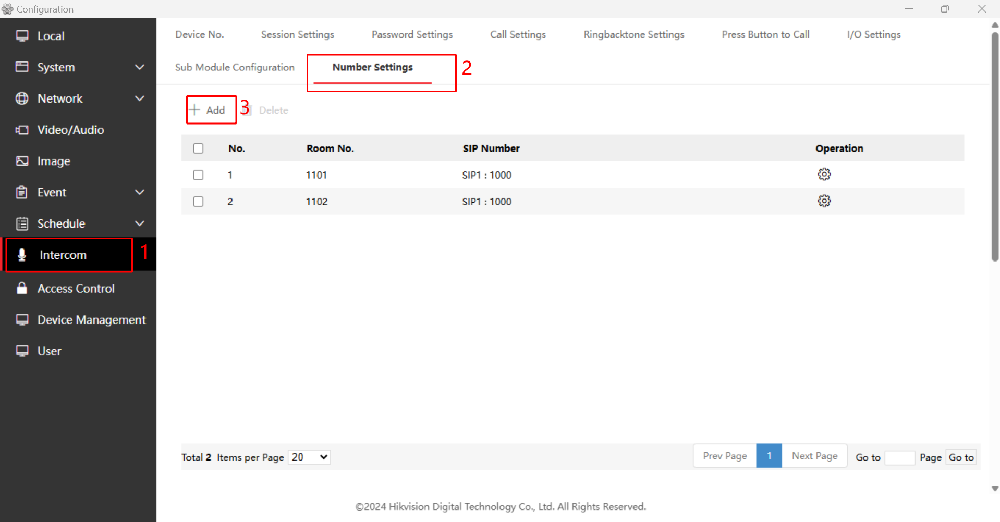 Configuration
Local
System
Network
Video/Audio
Image
Event
Schedule
Intercom 1
Access Control
Device Management
User
Device No. Session Settings Password Settings Call Settings Ringbacktone Settings Press Button to Call I/O Settings
Sub Module Configuration Number Settings 2
Add 3 Delete
No. Room No. SIP Number Operation
1 1101 SIP1 : 1000
2 1102 SIP1 : 1000
Total 2 Items per Page 20 Prev Page 1 Next Page Go to Page Go to
©2024 Hikvision Digital Technology Co., Ltd. All Rights Reserved.